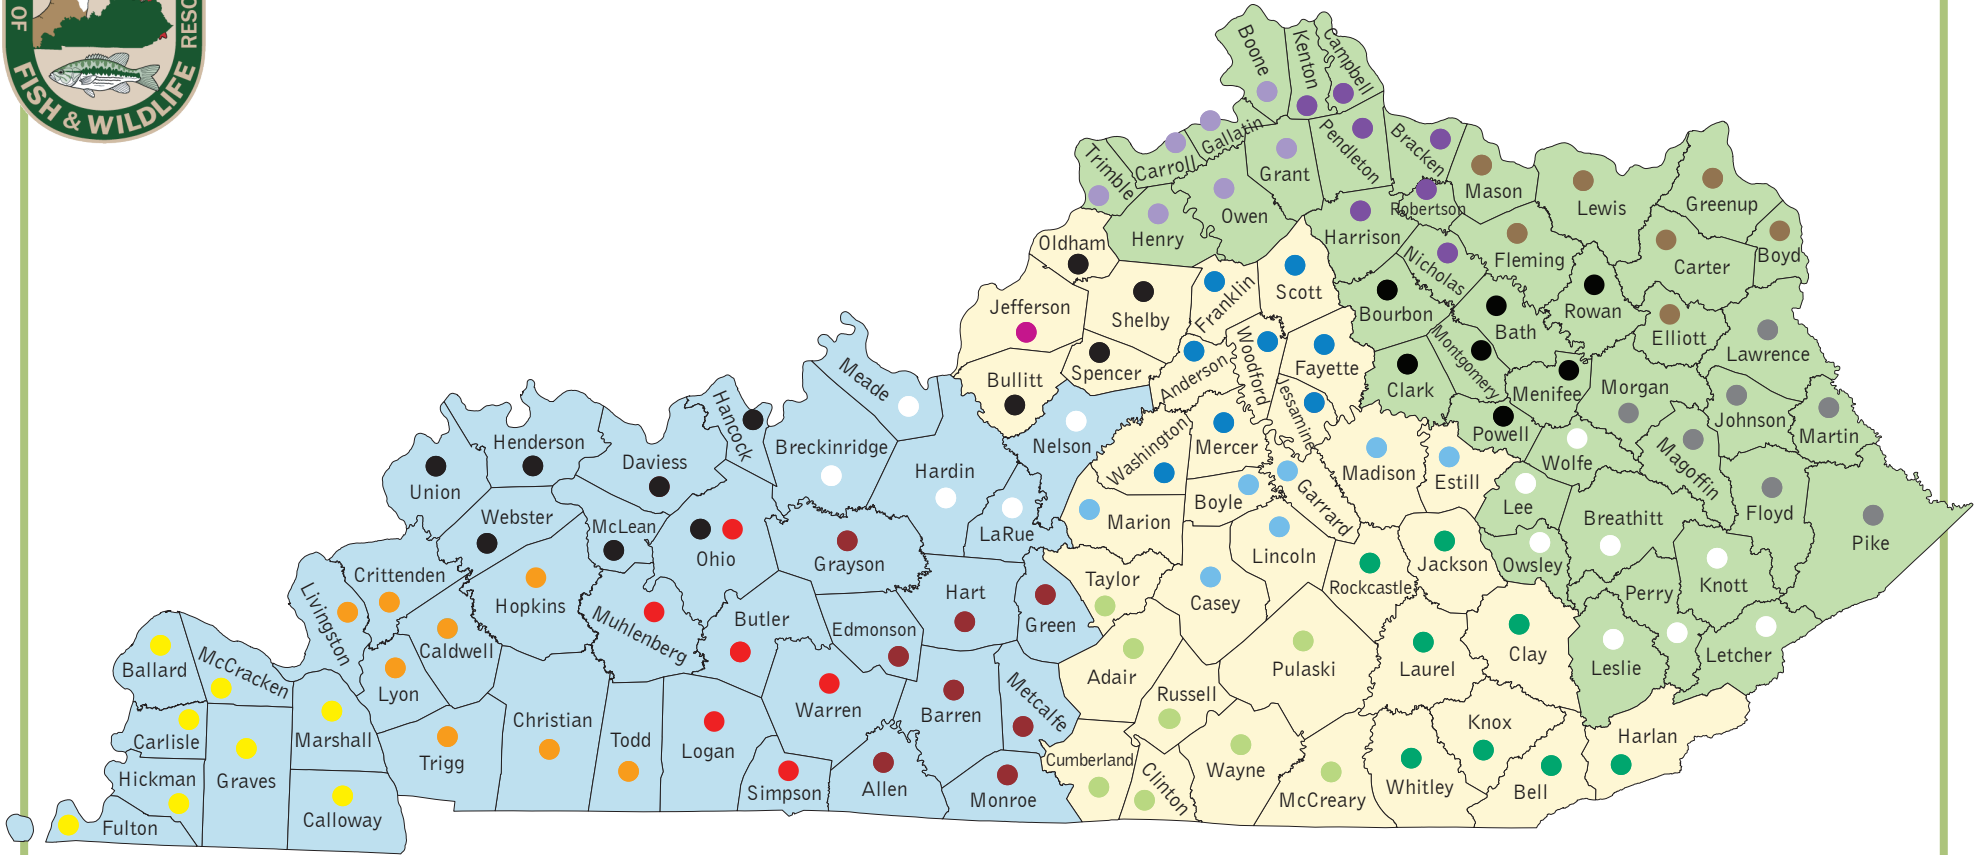 OF
FISH & WILDLIFE
RESO
Boone
Kenton
Campbell
Gallatin
Carroll
Trimble
Grant
Pendleton
Bracken
Mason
Lewis
Greenup
Owen
Henry
Robertson
Harrison
Nicholas
Fleming
Carter
Boyd
Oldham
Franklin
Scott
Bourbon
Bath
Rowan
Elliott
Lawrence
Jefferson
Shelby
Woodford
Fayette
Montgomery
Clark
Menifee
Morgan
Johnson
Martin
Bullitt
Spencer
Anderson
Jessamine
Powell
Wolfe
Magoffin
Floyd
Pike
Meade
Hancock
Breckinridge
Hardin
Nelson
LaRue
Washington
Mercer
Madison
Estill
Lee
Breathitt
Henderson
Union
Daviess
Webster
McLean
Ohio
Grayson
Marion
Boyle
Garrard
Lincoln
Jackson
Owsley
Perry
Knott
Crittenden
Livingston
Hopkins
Muhlenberg
Butler
Edmonson
Hart
Green
Taylor
Casey
Rockcastle
Laurel
Clay
Leslie
Letcher
Ballard
McCracken
Caldwell
Lyon
Warren
Barren
Metcalfe
Adair
Russell
Pulaski
Knox
Harlan
Carlisle
Marshall
Trigg
Christian
Todd
Logan
Simpson
Allen
Monroe
Cumberland
Clinton
Wayne
McCreary
Whitley
Bell
Hickman
Graves
Calloway
Fulton